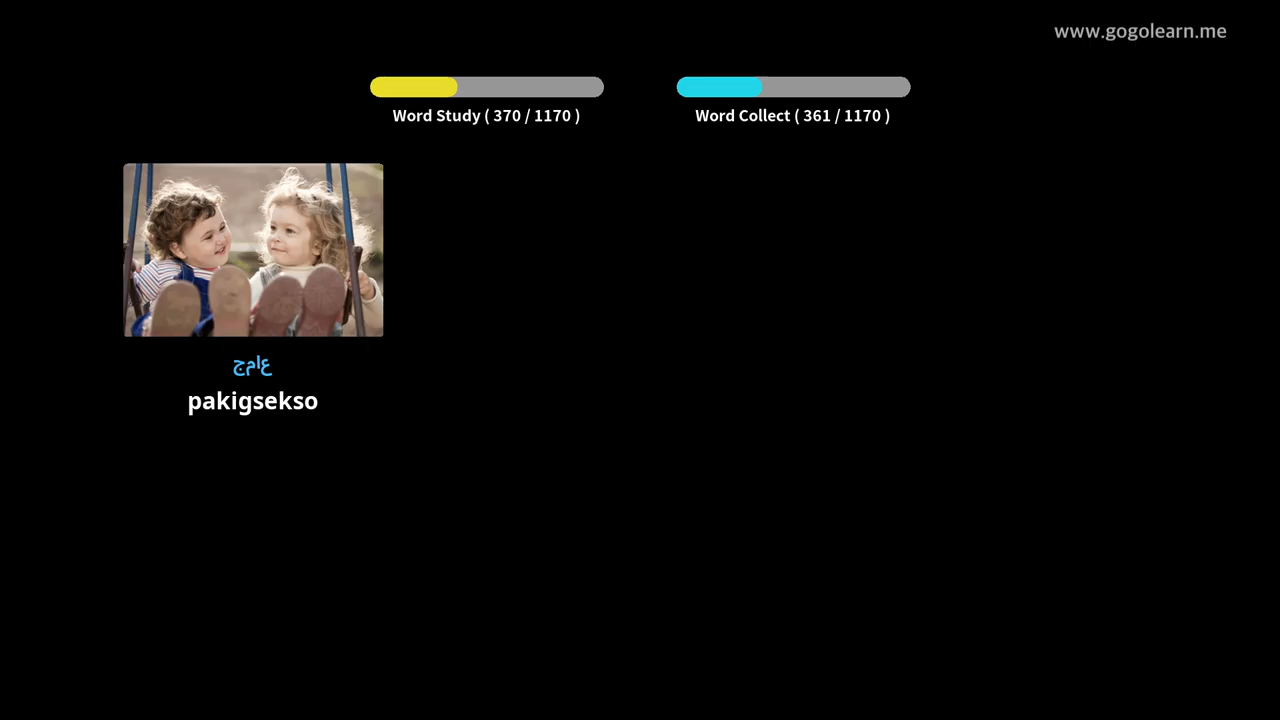 www.gogolearn.me
Word Study ( 370 / 1170 )
Word Collect ( 361 / 1170 )
عامج
pakigsekso